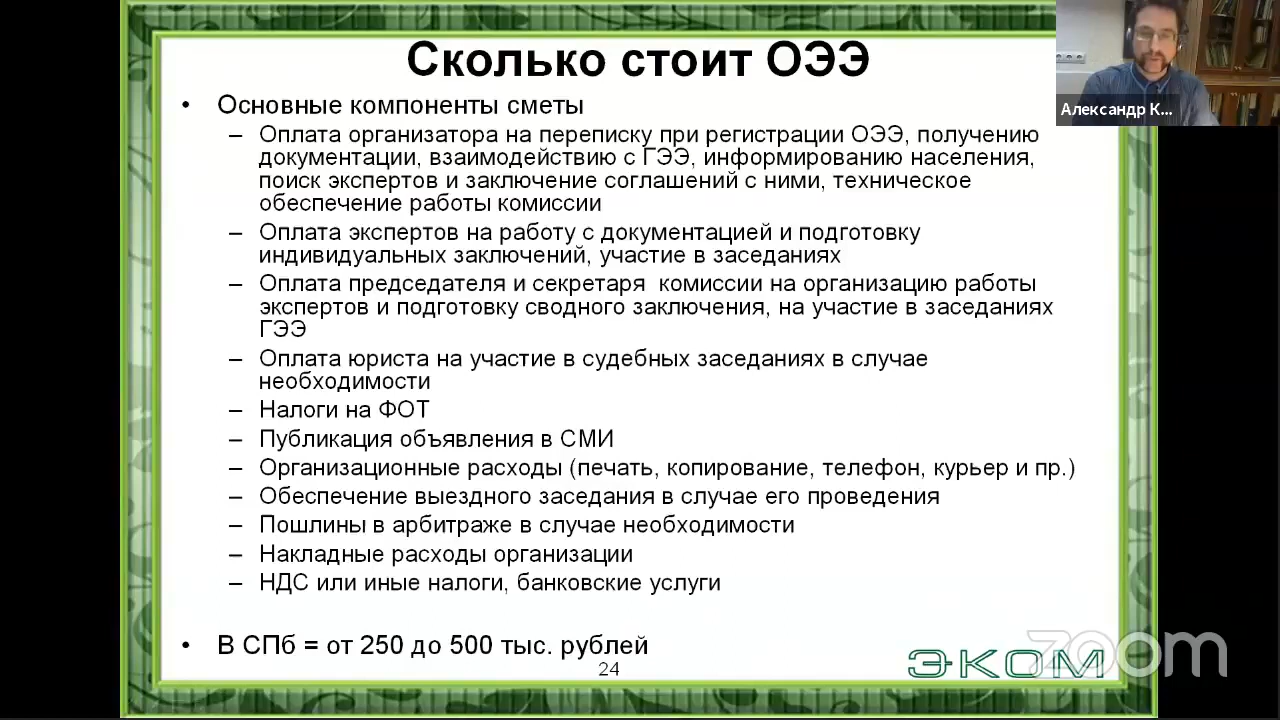 Сколько стоит ОЭЭ
Александр К...
• Основные компоненты сметы
– Оплата организатора на переписку при регистрации ОЭЭ, получению
документации, взаимодействию с ГЭЭ, информированию населения,
поиск экспертов и заключение соглашений с ними, техническое
обеспечение работы комиссии
– Оплата экспертов на работу с документацией и подготовку
индивидуальных заключений, участие в заседаниях
– Оплата председателя и секретаря комиссии на организацию работы
экспертов и подготовку сводного заключения, на участие в заседаниях
ГЭЭ
– Оплата юриста на участие в судебных заседаниях в случае
необходимости
– Налоги на ФОТ
– Публикация объявления в СМИ
– Организационные расходы (печать, копирование, телефон, курьер и пр.)
– Обеспечение выездного заседания в случае его проведения
– Пошлины в арбитраже в случае необходимости
– Накладные расходы организации
– НДС или иные налоги, банковские услуги
• В СПб = от 250 до 500 тыс. рублей
24
ЭКОМ
zoom